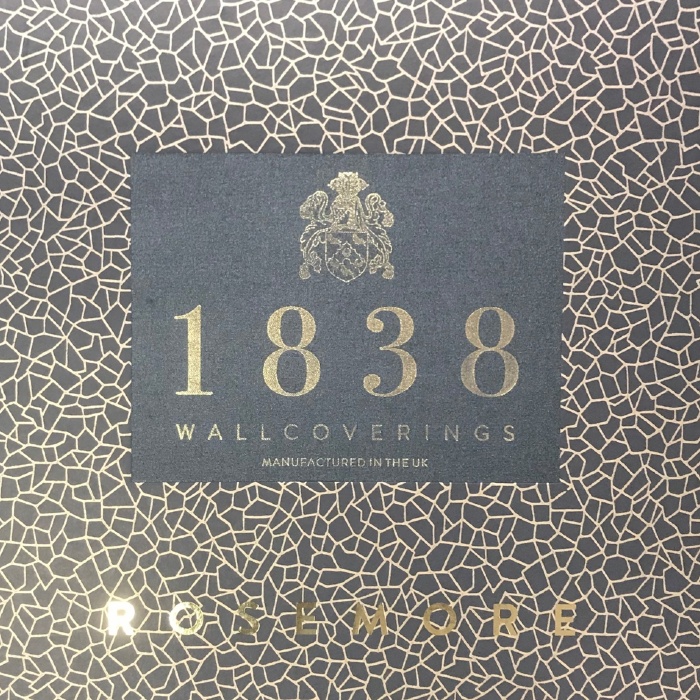 1838
WALLCOVERINGS
MANUFACTURED IN THE UK
ROSEMORE